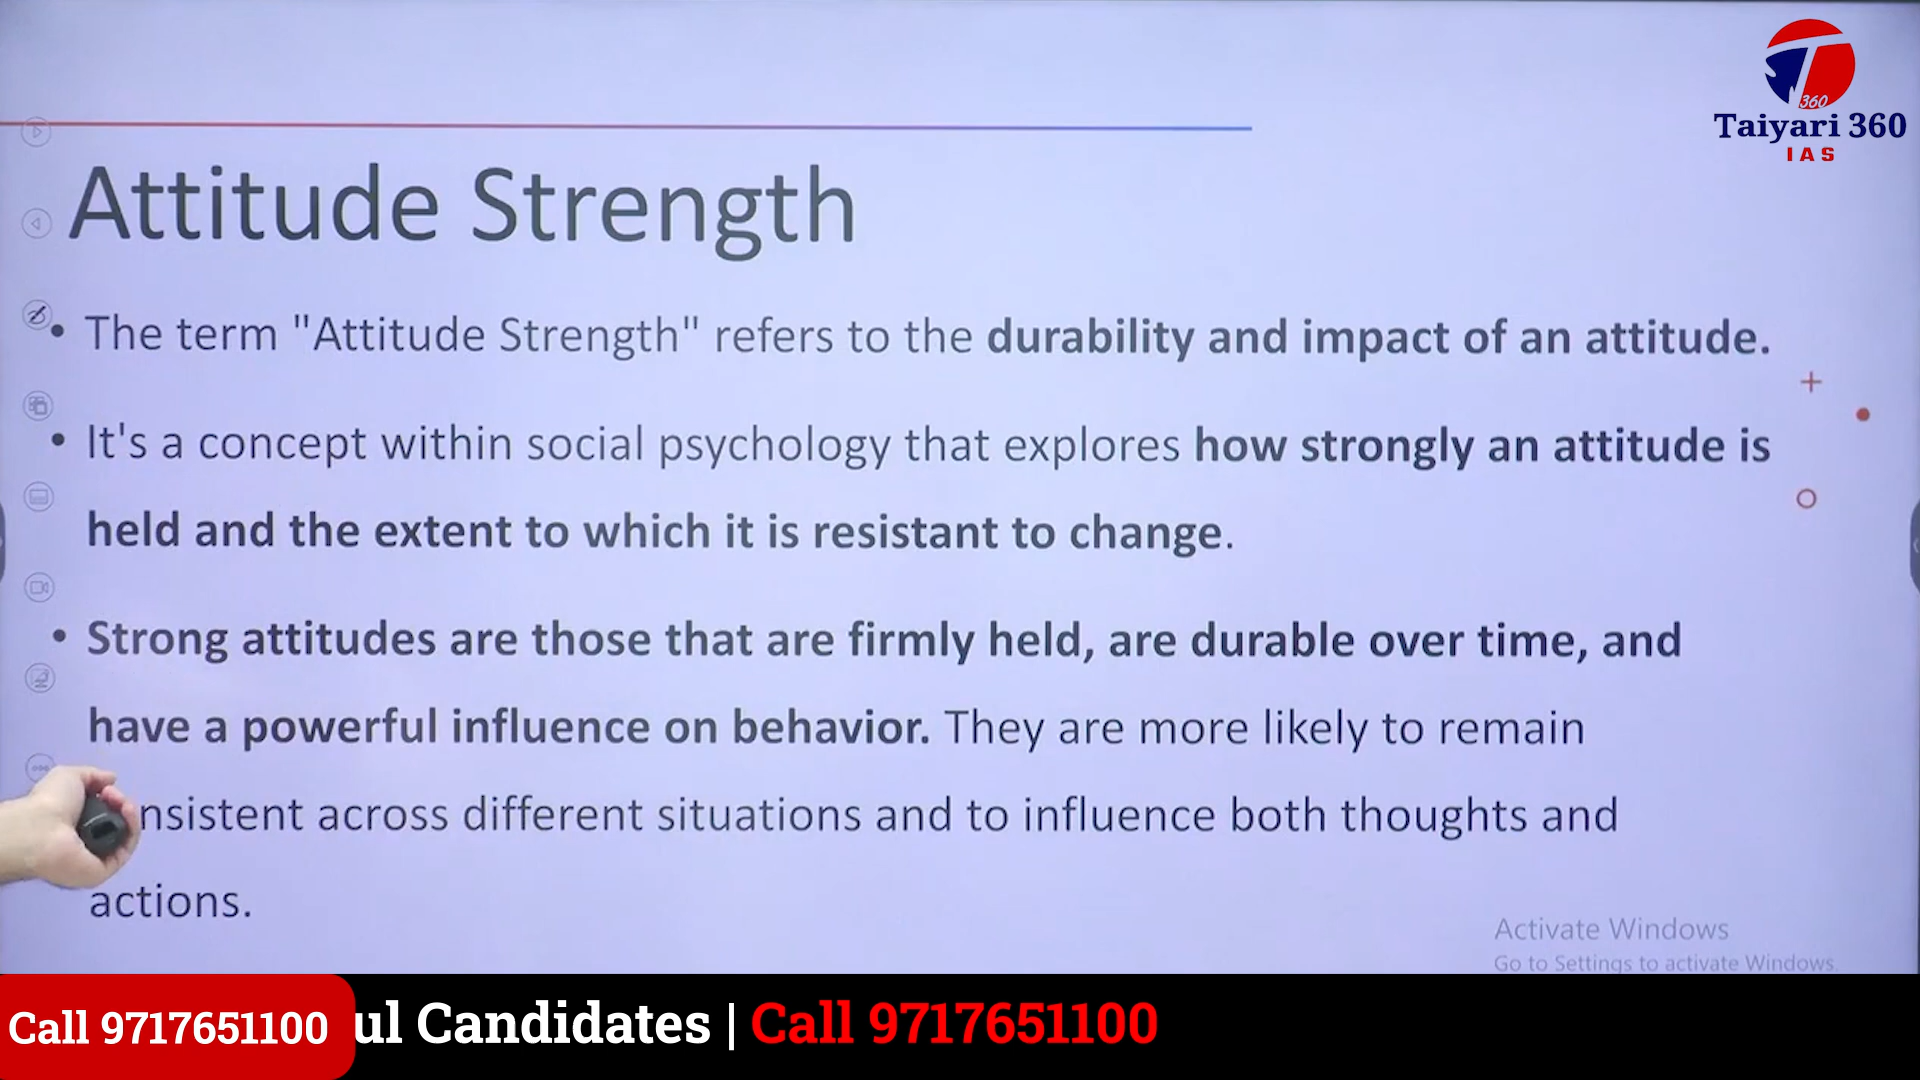 360
Taiyari 360
IAS
Attitude Strength
• The term "Attitude Strength" refers to the durability and impact of an attitude.
• It's a concept within social psychology that explores how strongly an attitude is
held and the extent to which it is resistant to change.
• Strong attitudes are those that are firmly held, are durable over time, and
have a powerful influence on behavior. They are more likely to remain
nsistent across different situations and to influence both thoughts and
actions.
Activate Windows
Go to Settings to activate Windows.
Call 9717651100 ul Candidates | Call 9717651100